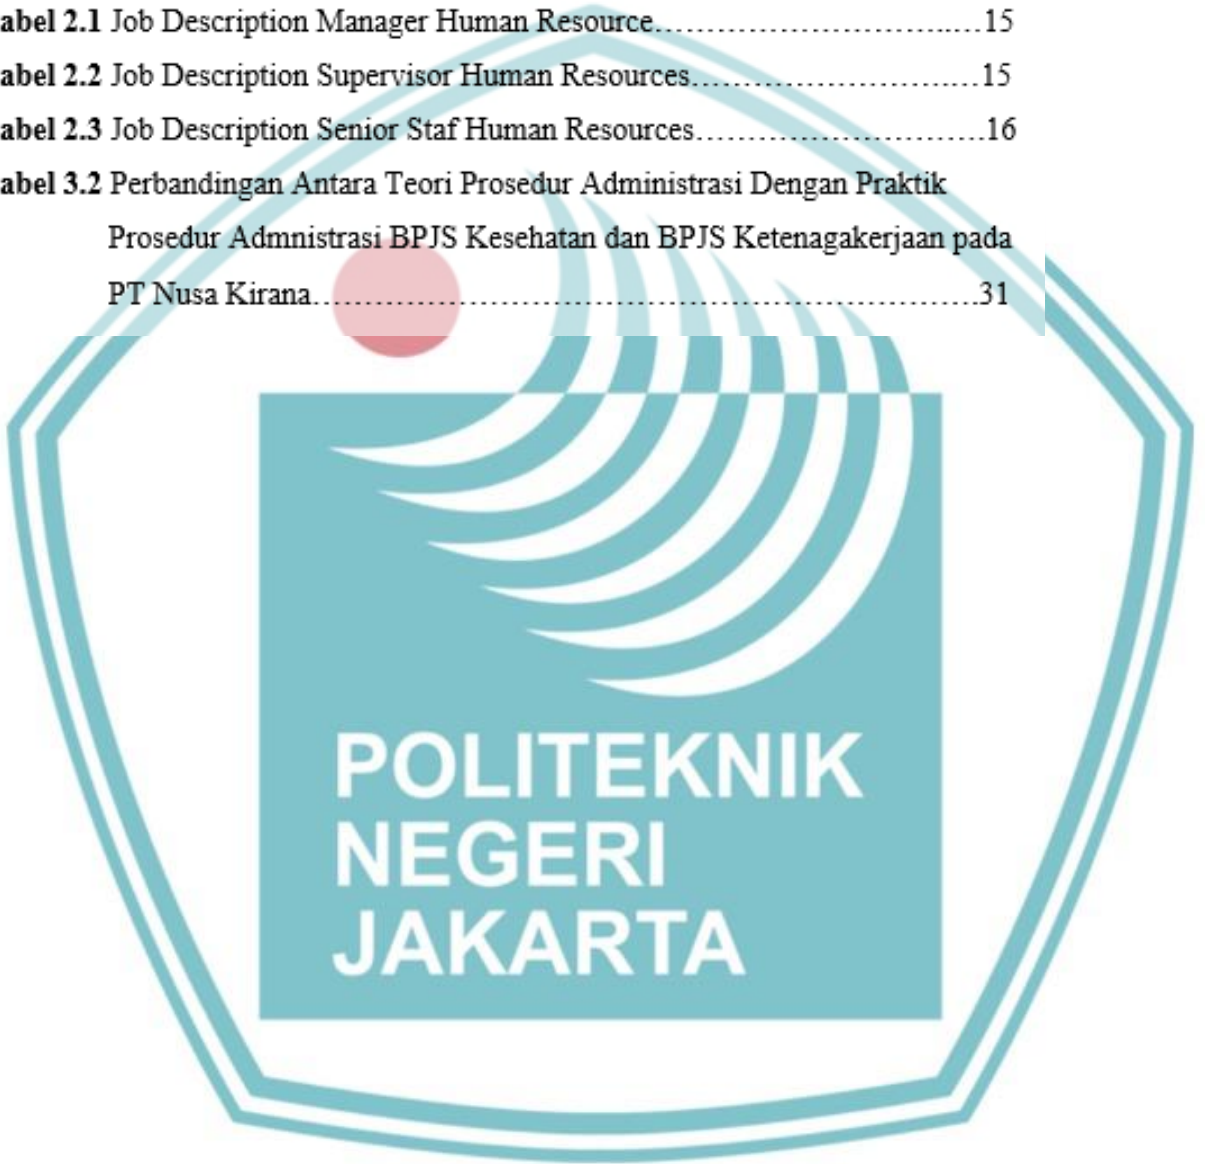 abel 2.1 Job Description Manager Human Resource……………………….…15
abel 2.2 Job Description Supervisor Human Resources……………………….…15
abel 2.3 Job Description Senior Staf Human Resources……………………….16
abel 3.2 Perbandingan Antara Teori Prosedur Administrasi Dengan Praktik
Prosedur Admnistrasi BPJS Kesehatan dan BPJS Ketenagakerjaan pada
PT Nusa Kirana……………………………………………………………31
POLITEKNIK
NEGERI
JAKARTA